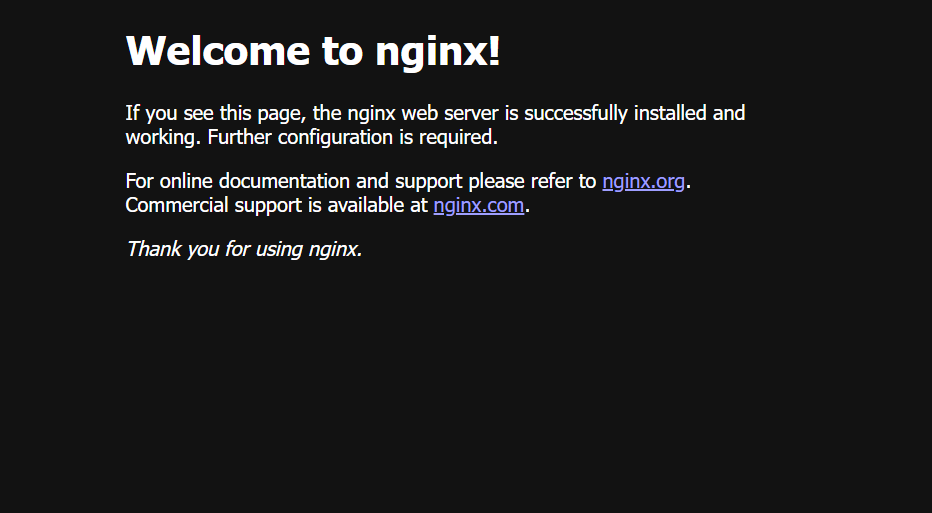 Welcome to nginx!
If you see this page, the nginx web server is successfully installed and
working. Further configuration is required.
For online documentation and support please refer to nginx.org.
Commercial support is available at nginx.com.
Thank you for using nginx.